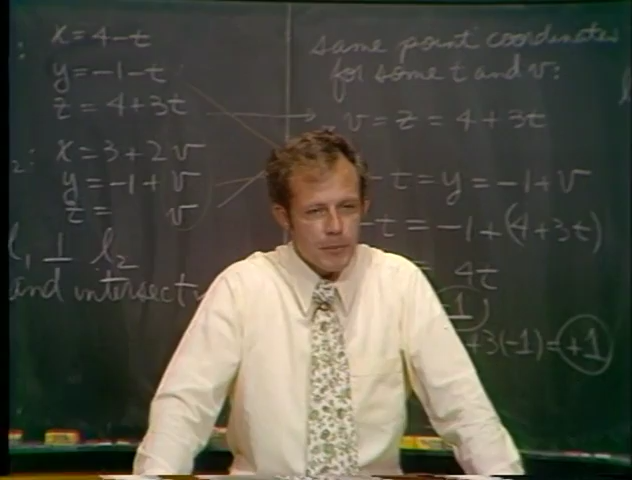 x = 4 - t
y = -1 - t
z = 4 + 3t
2: x = 3 + 2v
y = -1 + v
z = v
l₁ ⊥ l₂
and intersect
same point coordinates
for some t and v:
v = z = 4 + 3t
- t = y = -1 + v
- t = -1 + (4 + 3t)
= 4t
-1
+3(-1) = +1